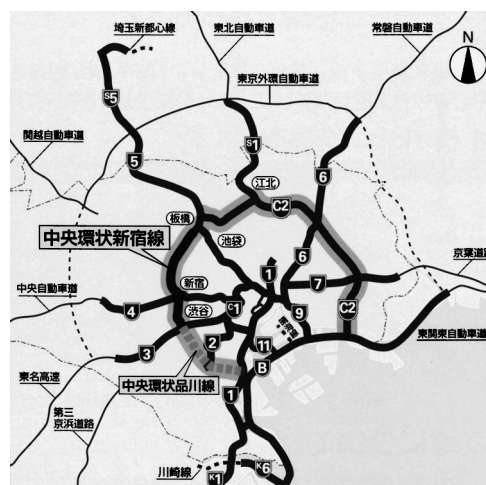 埼玉新都心線
東北自動車道
常磐自動車道
N
東京外環自動車道
S5
関越自動車道
S1
5
6
江北
C2
板橋
池袋
中央環状新宿線
6
1
京葉道路
新宿
7
中央自動車道
4
C1
渋谷
9
C2
3
2
11
東関東自動車道
B
東名高速
中央環状品川線
1
第三
京浜道路
川崎線
K1
K6